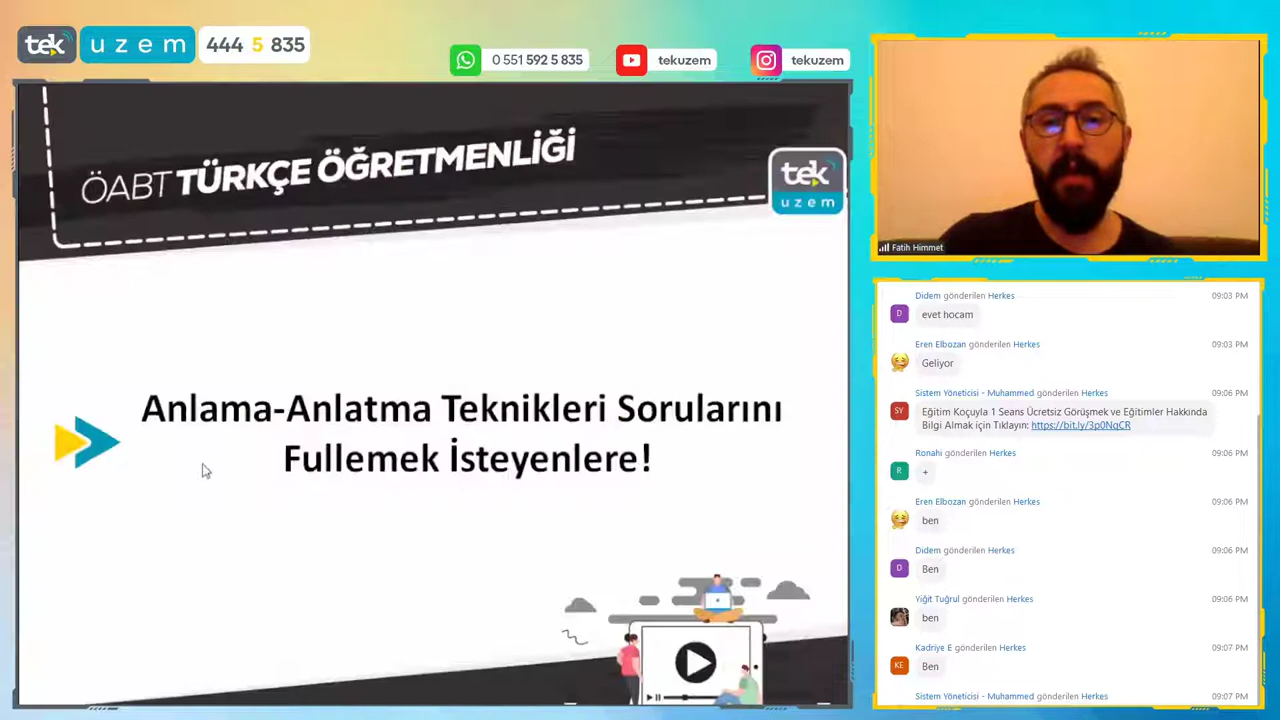 tek uzem 444 5 835
0 551 592 5 835
tekuzem
tekuzem
ÖABT TÜRKÇE ÖĞRETMENLİĞİ
tek
uzem
Anlama-Anlatma Teknikleri Sorularını
Fullemek İsteyenlere!
Fatih Himmet
Didem gönderilen Herkes 09:03 PM
D
evet hocam
Eren Elbozan gönderilen Herkes 09:03 PM
Geliyor
Sistem Yöneticisi - Muhammed gönderilen Herkes 09:06 PM
SY
Eğitim Koçuyla 1 Seans Ücretsiz Görüşmek ve Eğitimler Hakkında
Bilgi Almak için Tıklayın: https://bit.ly/3p0NqCR
Ronahi gönderilen Herkes 09:06 PM
R
+
Eren Elbozan gönderilen Herkes 09:06 PM
ben
Didem gönderilen Herkes 09:06 PM
D
Ben
Yiğit Tuğrul gönderilen Herkes 09:06 PM
ben
Kadriye E gönderilen Herkes 09:07 PM
KE
Ben
Sistem Yöneticisi - Muhammed gönderilen Herkes 09:07 PM